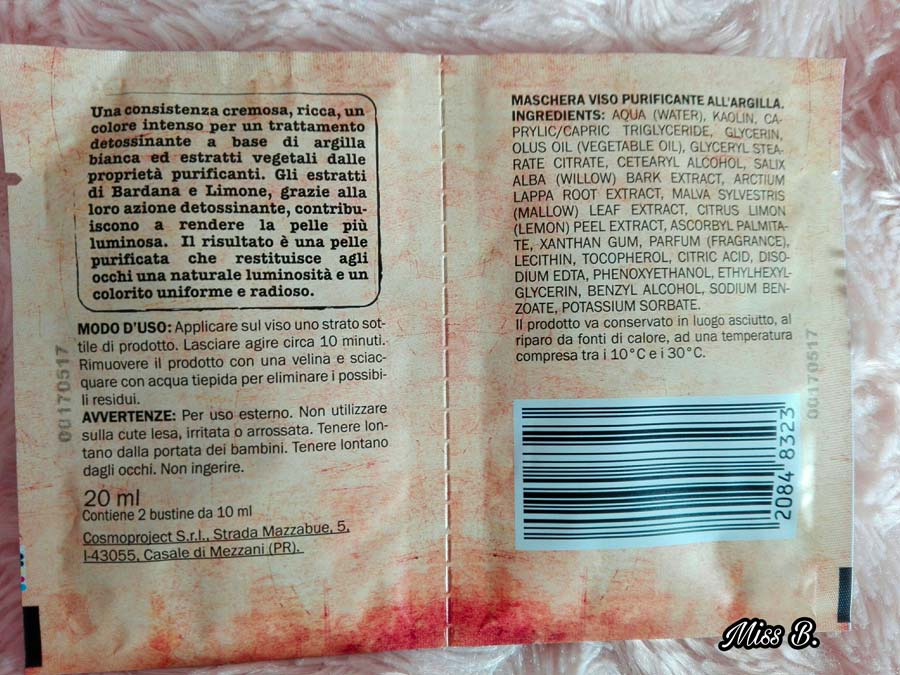 Una consistenza cremosa, ricca, un
colore intenso per un trattamento
detossinante a base di argilla
bianca ed estratti vegetali dalle
proprietà purificanti. Gli estratti
di Bardana e Limone, grazie alla
loro azione detossinante, contribu-
iscono a rendere la pelle più
luminosa. Il risultato è una pelle
purificata che restituisce agli
occhi una naturale luminosità e un
colorito uniforme e radioso.
MODO D'USO: Applicare sul viso uno strato sot-
tile di prodotto. Lasciare agire circa 10 minuti.
Rimuovere il prodotto con una velina e sciac-
quare con acqua tiepida per eliminare i possibi-
li residui.
AVVERTENZE: Per uso esterno. Non utilizzare
sulla cute lesa, irritata o arrossata. Tenere lon-
tano dalla portata dei bambini. Tenere lontano
dagli occhi. Non ingerire.
20 ml
Contiene 2 bustine da 10 ml
Cosmoproject S.r.l., Strada Mazzabue, 5,
I-43055, Casale di Mezzani (PR).
00170517
MASCHERA VISO PURIFICANTE ALL'ARGILLA.
INGREDIENTS: AQUA (WATER), KAOLIN, CA-
PRYLIC/CAPRIC TRIGLYCERIDE, GLYCERIN,
OLUS OIL (VEGETABLE OIL), GLYCERYL STEA-
RATE CITRATE, CETEARYL ALCOHOL, SALIX
ALBA (WILLOW) BARK EXTRACT, ARCTIUM
LAPPA ROOT EXTRACT, MALVA SYLVESTRIS
(MALLOW) LEAF EXTRACT, CITRUS LIMON
(LEMON) PEEL EXTRACT, ASCORBYL PALMITA-
TE, XANTHAN GUM, PARFUM (FRAGRANCE),
LECITHIN, TOCOPHEROL, CITRIC ACID, DISO-
DIUM EDTA, PHENOXYETHANOL, ETHYLHEXYL-
GLYCERIN, BENZYL ALCOHOL, SODIUM BEN-
ZOATE, POTASSIUM SORBATE.
Il prodotto va conservato in luogo asciutto, al
riparo da fonti di calore, ad una temperatura
compresa tra i 10°C e i 30°C.
2084 8323
00170517
Miss B.